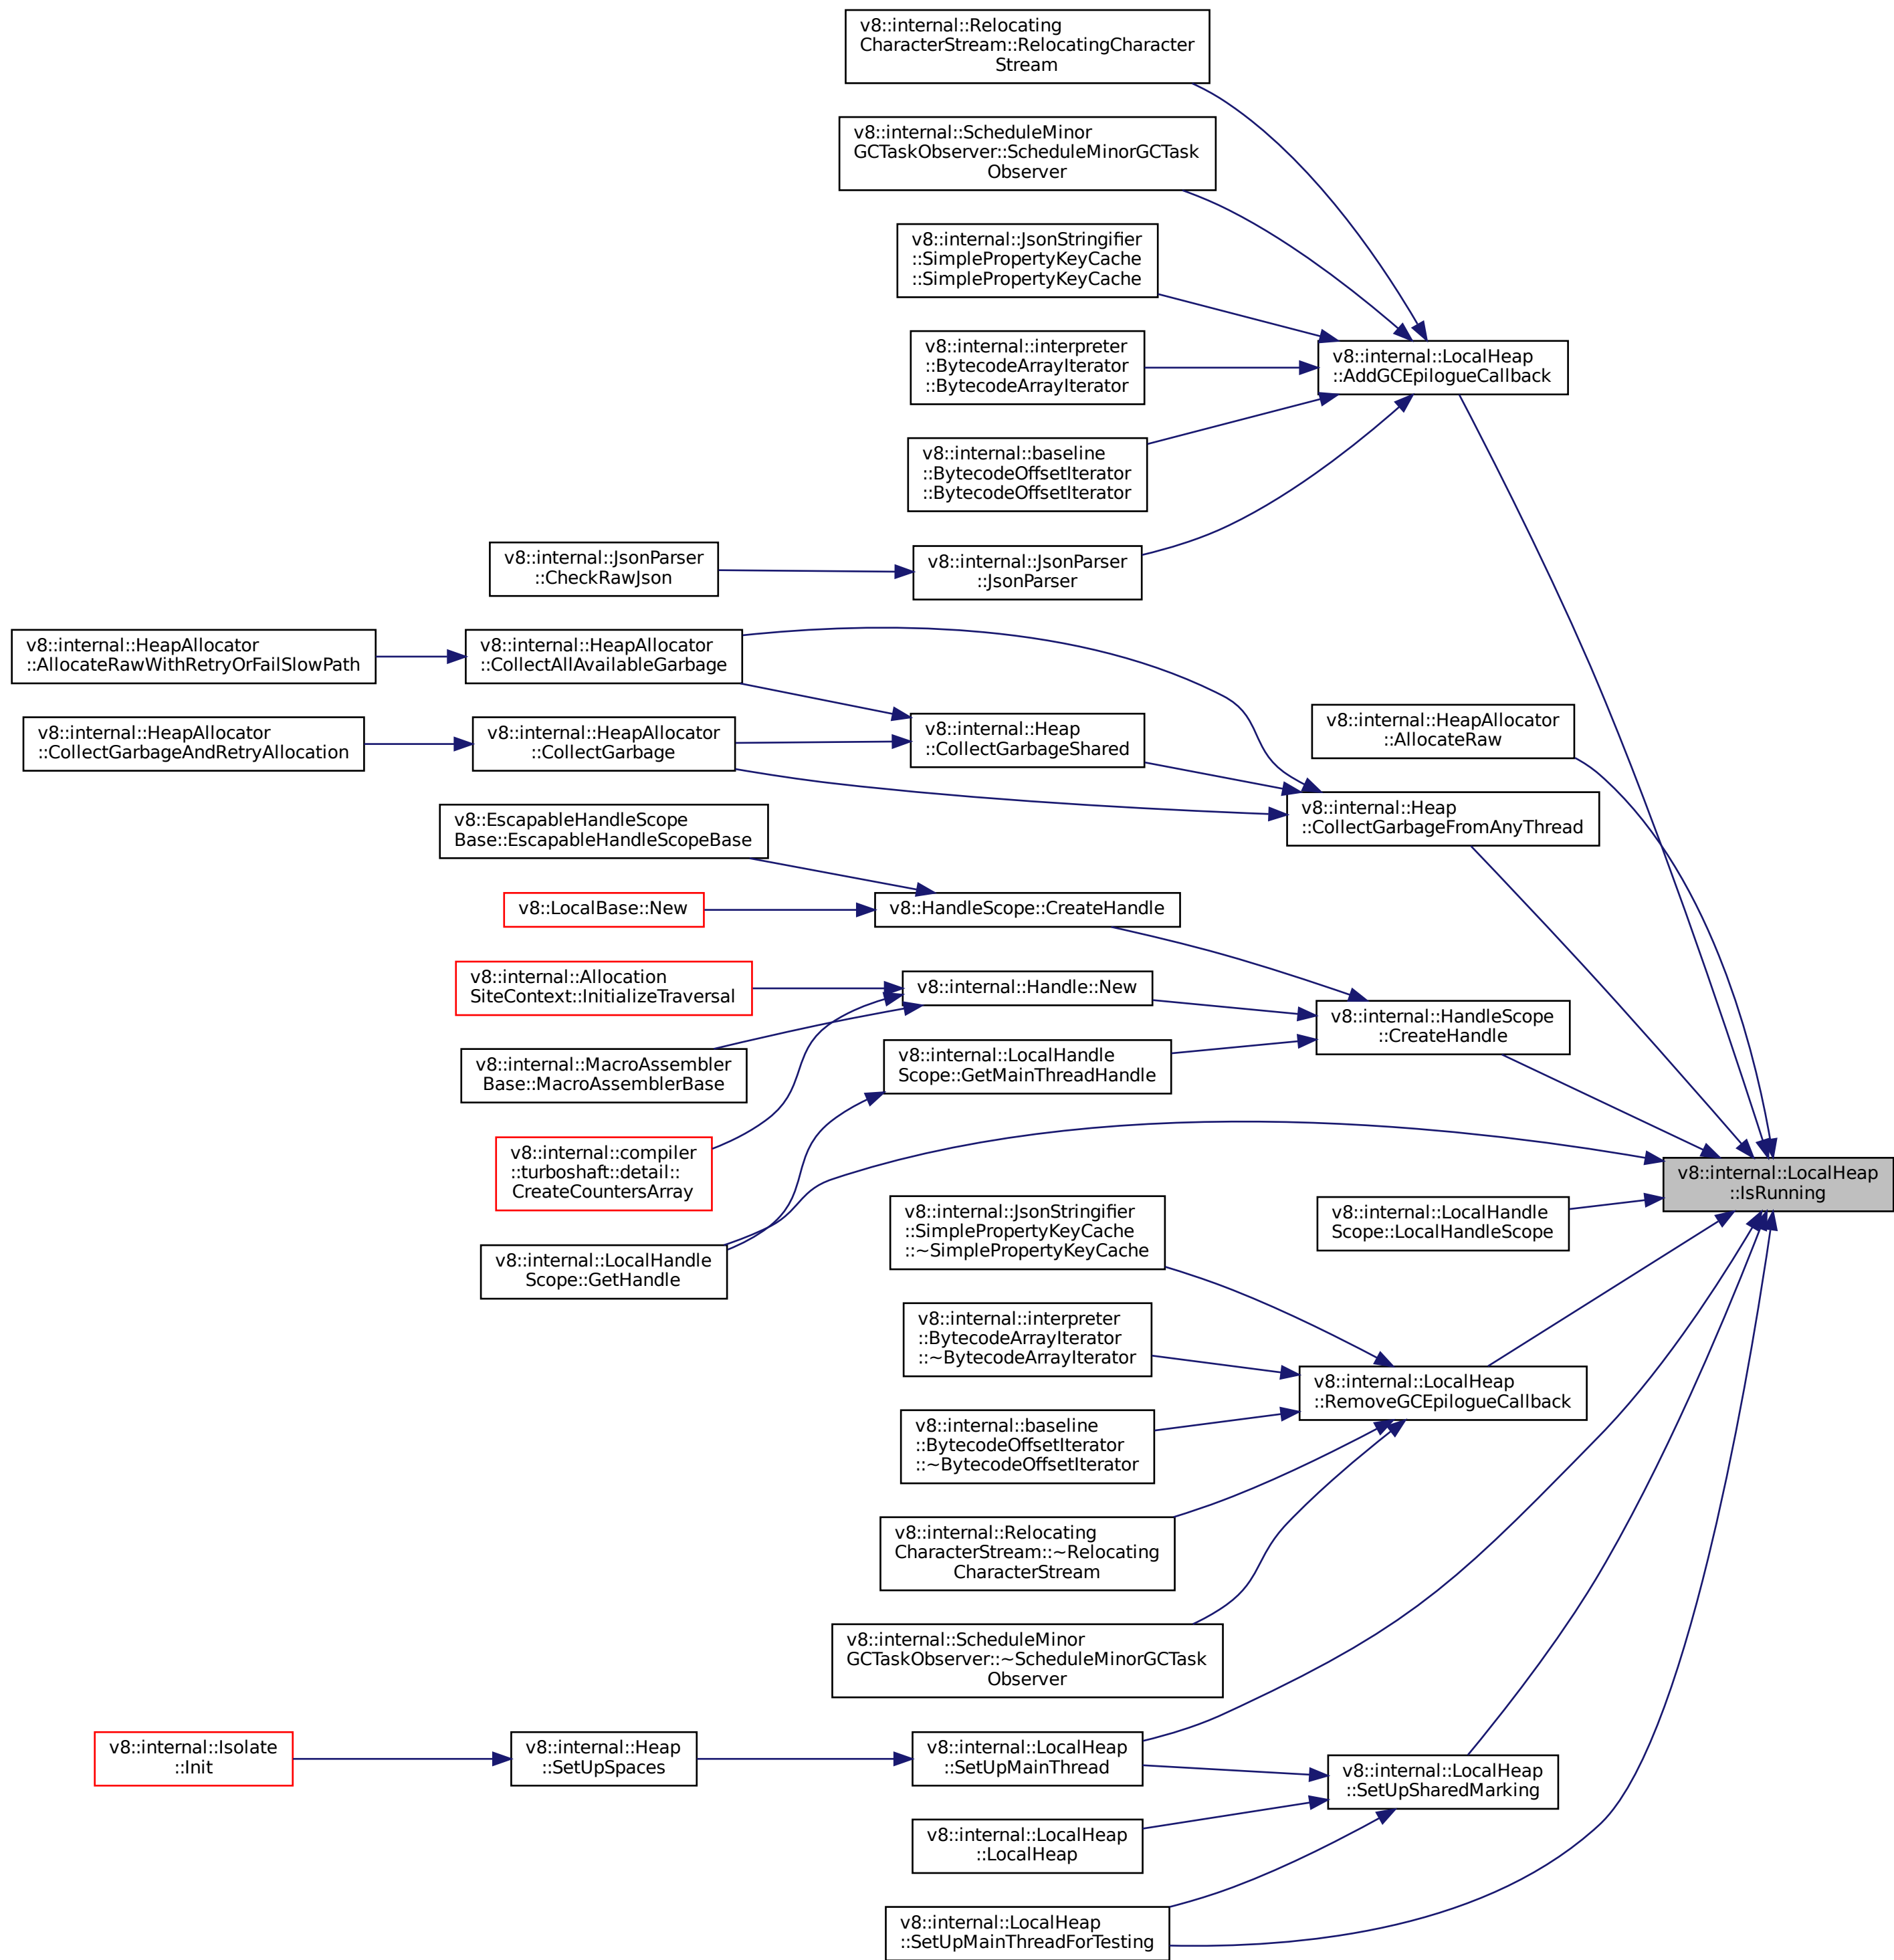 v8::internal::Relocating
CharacterStream::RelocatingCharacter
Stream
v8::internal::ScheduleMinor
GCTaskObserver::ScheduleMinorGCTask
Observer
v8::internal::JsonStringifier
::SimplePropertyKeyCache
::SimplePropertyKeyCache
v8::internal::interpreter
::BytecodeArrayIterator
::BytecodeArrayIterator
v8::internal::LocalHeap
::AddGCEpilogueCallback
v8::internal::baseline
::BytecodeOffsetIterator
::BytecodeOffsetIterator
v8::internal::JsonParser
::CheckRawJson
v8::internal::JsonParser
::JsonParser
v8::internal::HeapAllocator
::AllocateRawWithRetryOrFailSlowPath
v8::internal::HeapAllocator
::CollectAllAvailableGarbage
v8::internal::HeapAllocator
::CollectGarbageAndRetryAllocation
v8::internal::HeapAllocator
::CollectGarbage
v8::internal::Heap
::CollectGarbageShared
v8::internal::HeapAllocator
::AllocateRaw
v8::internal::Heap
::CollectGarbageFromAnyThread
v8::EscapableHandleScope
Base::EscapableHandleScopeBase
v8::LocalBase::New
v8::HandleScope::CreateHandle
v8::internal::Allocation
SiteContext::InitializeTraversal
v8::internal::Handle::New
v8::internal::HandleScope
::CreateHandle
v8::internal::MacroAssembler
Base::MacroAssemblerBase
v8::internal::LocalHandle
Scope::GetMainThreadHandle
v8::internal::compiler
::turboshaft::detail::
CreateCountersArray
v8::internal::LocalHeap
::IsRunning
v8::internal::LocalHandle
Scope::GetHandle
v8::internal::JsonStringifier
::SimplePropertyKeyCache
::~SimplePropertyKeyCache
v8::internal::LocalHandle
Scope::LocalHandleScope
v8::internal::interpreter
::BytecodeArrayIterator
::~BytecodeArrayIterator
v8::internal::LocalHeap
::RemoveGCEpilogueCallback
v8::internal::baseline
::BytecodeOffsetIterator
::~BytecodeOffsetIterator
v8::internal::Relocating
CharacterStream::~Relocating
CharacterStream
v8::internal::ScheduleMinor
GCTaskObserver::~ScheduleMinorGCTask
Observer
v8::internal::Isolate
::Init
v8::internal::Heap
::SetUpSpaces
v8::internal::LocalHeap
::SetUpMainThread
v8::internal::LocalHeap
::SetUpSharedMarking
v8::internal::LocalHeap
::LocalHeap
v8::internal::LocalHeap
::SetUpMainThreadForTesting